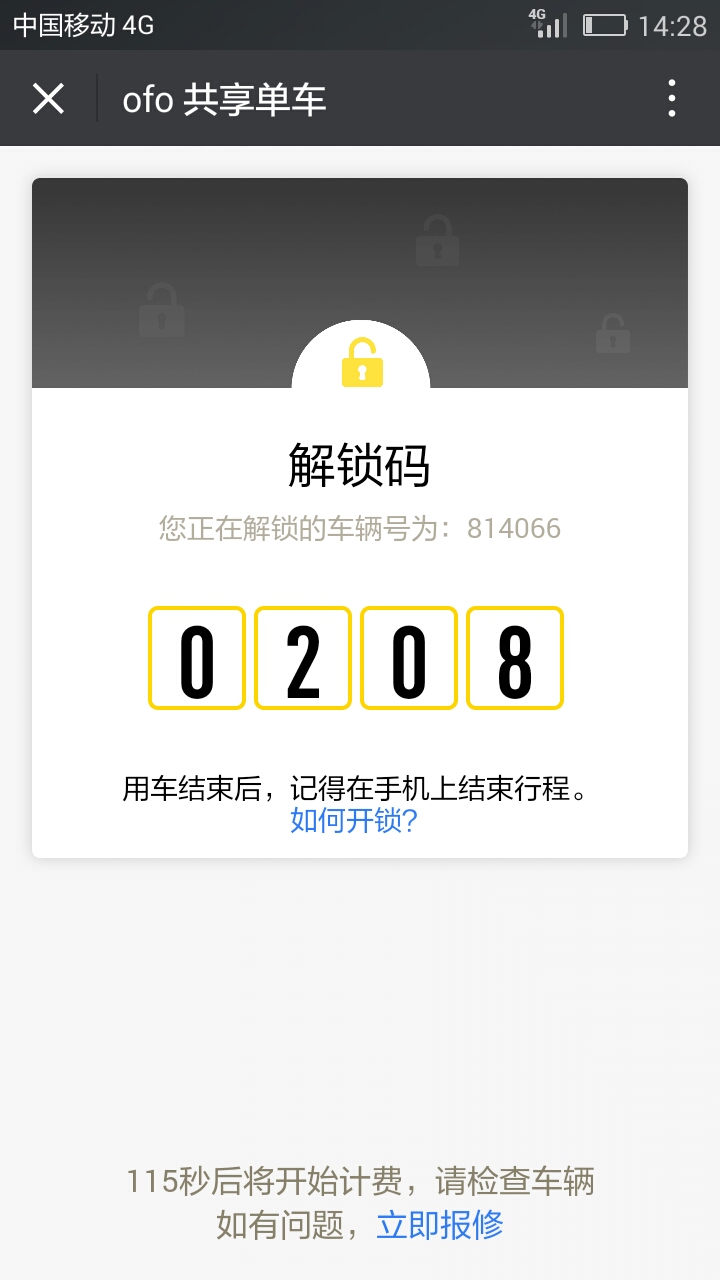 中国移动 4G
4G
14:28
ofo 共享单车
解锁码
您正在解锁的车辆号为：814066
0 2 0 8
用车结束后，记得在手机上结束行程。
如何开锁?
115秒后将开始计费，请检查车辆
如有问题，立即报修